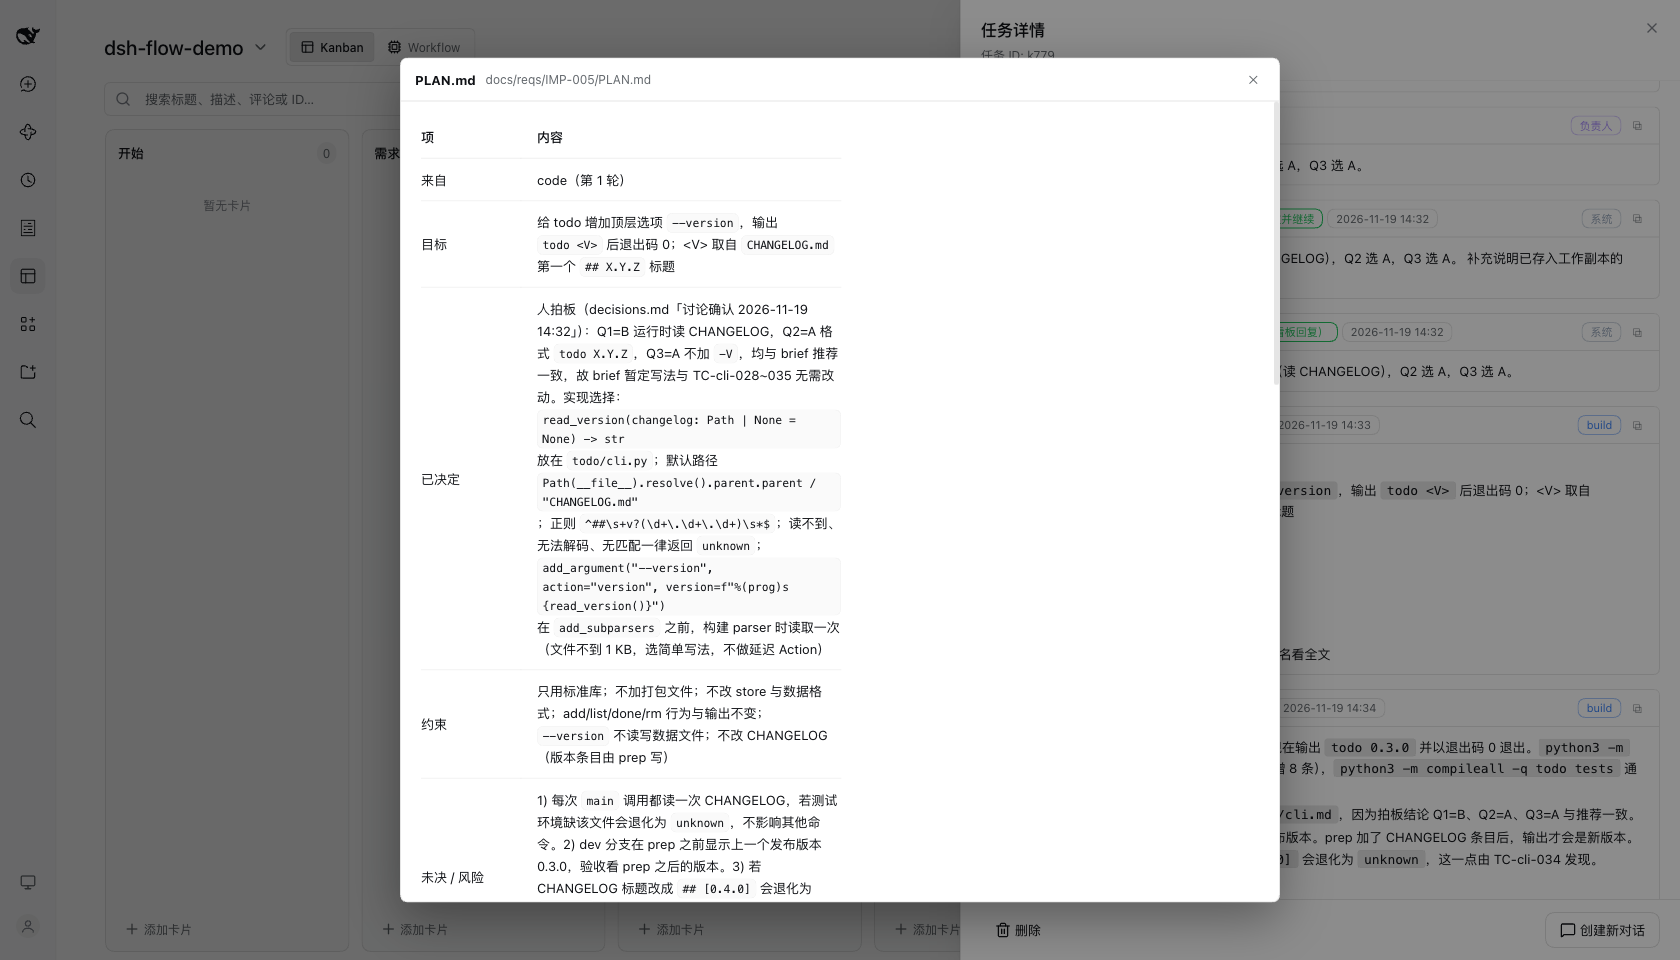 dsh-flow-demo
Kanban
Workflow
搜索标题、描述、评论或 ID...
开始
0
暂无卡片
需求
添加卡片
添加卡片
添加卡片
添加卡片
PLAN.md docs/reqs/IMP-005/PLAN.md
项 内容
来自 code（第 1 轮）
目标
给 todo 增加顶层选项 --version，输出
todo <V> 后退出码 0；<V> 取自 CHANGELOG.md
第一个 ## X.Y.Z 标题
已决定
人拍板（decisions.md「讨论确认 2026-11-19
14:32」）：Q1=B 运行时读 CHANGELOG，Q2=A 格
式 todo X.Y.Z，Q3=A 不加 -V，均与 brief 推荐
一致，故 brief 暂定写法与 TC-cli-028~035 无需改
动。实现选择：
read_version(changelog: Path | None =
None) -> str
放在 todo/cli.py；默认路径
Path(__file__).resolve().parent.parent /
"CHANGELOG.md"
；正则 ^##\s+v?(\d+\.\d+\.\d+)\s*$；读不到、
无法解码、无匹配一律返回 unknown；
add_argument("--version",
action="version", version=f"%(prog)s
{read_version()}")
在 add_subparsers 之前，构建 parser 时读取一次
（文件不到 1 KB，选简单写法，不做延迟 Action）
约束
只用标准库；不加打包文件；不改 store 与数据格
式；add/list/done/rm 行为与输出不变；
--version 不读写数据文件；不改 CHANGELOG
（版本条目由 prep 写）
未决 / 风险
1) 每次 main 调用都读一次 CHANGELOG，若测试
环境缺该文件会退化为 unknown，不影响其他命
令。2) dev 分支在 prep 之前显示上一个发布版本
0.3.0，验收看 prep 之后的版本。3) 若
CHANGELOG 标题改成 ## [0.4.0] 会退化为
任务详情
任务 ID: k779
负责人
选 A，Q3 选 A。
并继续 2026-11-19 14:32 系统
GELOG)，Q2 选 A，Q3 选 A。 补充说明已存入工作副本的
板回复） 2026-11-19 14:32 系统
（读 CHANGELOG)，Q2 选 A，Q3 选 A。
2026-11-19 14:33 build
version，输出 todo <V> 后退出码 0；<V> 取自
题
名看全文
2026-11-19 14:34 build
在输出 todo 0.3.0 并以退出码 0 退出。python3 -m
增 8 条)，python3 -m compileall -q todo tests 通
/cli.md，因为拍板结论 Q1=B、Q2=A、Q3=A 与推荐一致。
布版本。prep 加了 CHANGELOG 条目后，输出才会是新版本。
0] 会退化为 unknown，这一点由 TC-cli-034 发现。
删除
创建新对话